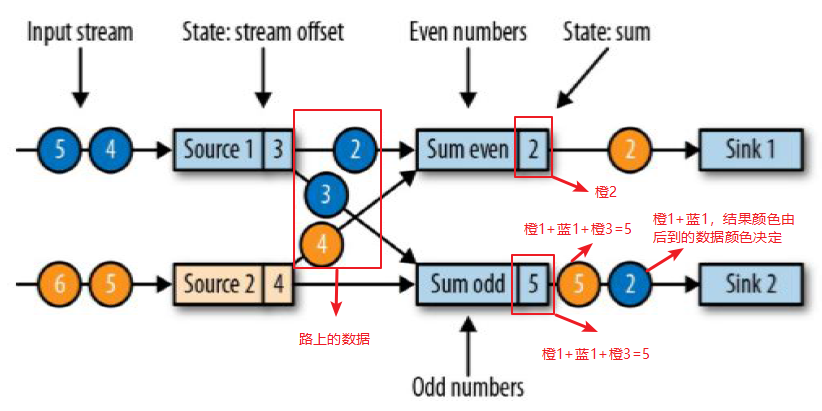 Input stream
State: stream offset
Even numbers
State: sum
5
4
Source 1
3
2
Sum even
2
2
Sink 1
3
橙2
4
橙1+蓝1+橙3=5
橙1+蓝1，结果颜色由
后到的数据颜色决定
6
5
Source 2
4
Sum odd
5
5
2
Sink 2
路上的数据
橙1+蓝1+橙3=5
Odd numbers